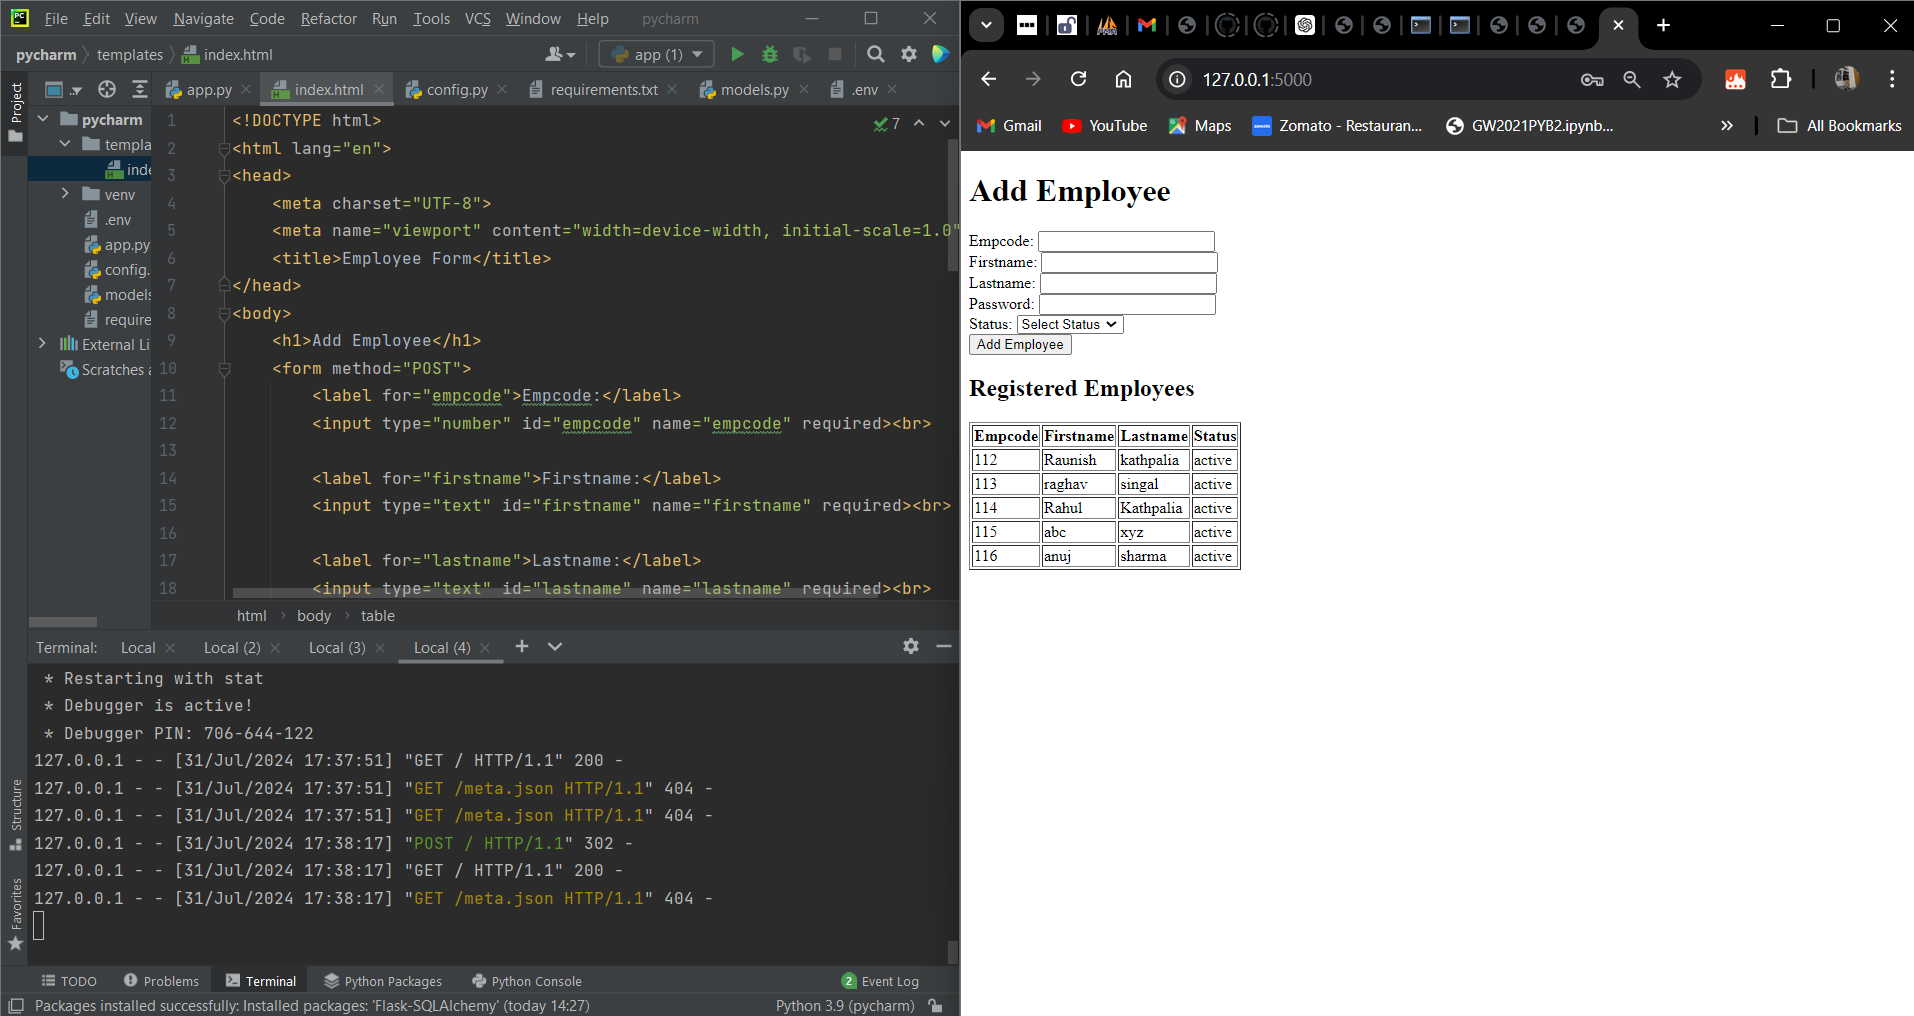 File Edit View Navigate Code Refactor Run Tools VCS Window Help pycharm
pycharm templates index.html app (1)
Project
app.py index.html config.py requirements.txt models.py .env
pycharm
templa
inde
venv
.env
app.py
config.
models
require
External Li
Scratches a
7
1 <!DOCTYPE html>
2 <html lang="en">
3 <head>
4 <meta charset="UTF-8">
5 <meta name="viewport" content="width=device-width, initial-scale=1.0"
6 <title>Employee Form</title>
7 </head>
8 <body>
9 <h1>Add Employee</h1>
10 <form method="POST">
11 <label for="empcode">Empcode:</label>
12 <input type="number" id="empcode" name="empcode" required><br>
13
14 <label for="firstname">Firstname:</label>
15 <input type="text" id="firstname" name="firstname" required><br>
16
17 <label for="lastname">Lastname:</label>
18 <input type="text" id="lastname" name="lastname" required><br>
html body table
Terminal: Local Local (2) Local (3) Local (4)
* Restarting with stat
* Debugger is active!
* Debugger PIN: 706-644-122
127.0.0.1 - - [31/Jul/2024 17:37:51] "GET / HTTP/1.1" 200 -
127.0.0.1 - - [31/Jul/2024 17:37:51] "GET /meta.json HTTP/1.1" 404 -
127.0.0.1 - - [31/Jul/2024 17:37:51] "GET /meta.json HTTP/1.1" 404 -
127.0.0.1 - - [31/Jul/2024 17:38:17] "POST / HTTP/1.1" 302 -
127.0.0.1 - - [31/Jul/2024 17:38:17] "GET / HTTP/1.1" 200 -
127.0.0.1 - - [31/Jul/2024 17:38:17] "GET /meta.json HTTP/1.1" 404 -
Structure
Favorites
TODO Problems Terminal Python Packages Python Console 2 Event Log
Packages installed successfully: Installed packages: 'Flask-SQLAlchemy' (today 14:27) Python 3.9 (pycharm)
127.0.0.1:5000
Gmail YouTube Maps zomato Zomato - Restauran... GW2021PYB2.ipynb... All Bookmarks
Add Employee
Empcode:
Firstname:
Lastname:
Password:
Status: Select Status
Add Employee
Registered Employees
Empcode Firstname Lastname Status
112 Raunish kathpalia active
113 raghav singal active
114 Rahul Kathpalia active
115 abc xyz active
116 anuj sharma active